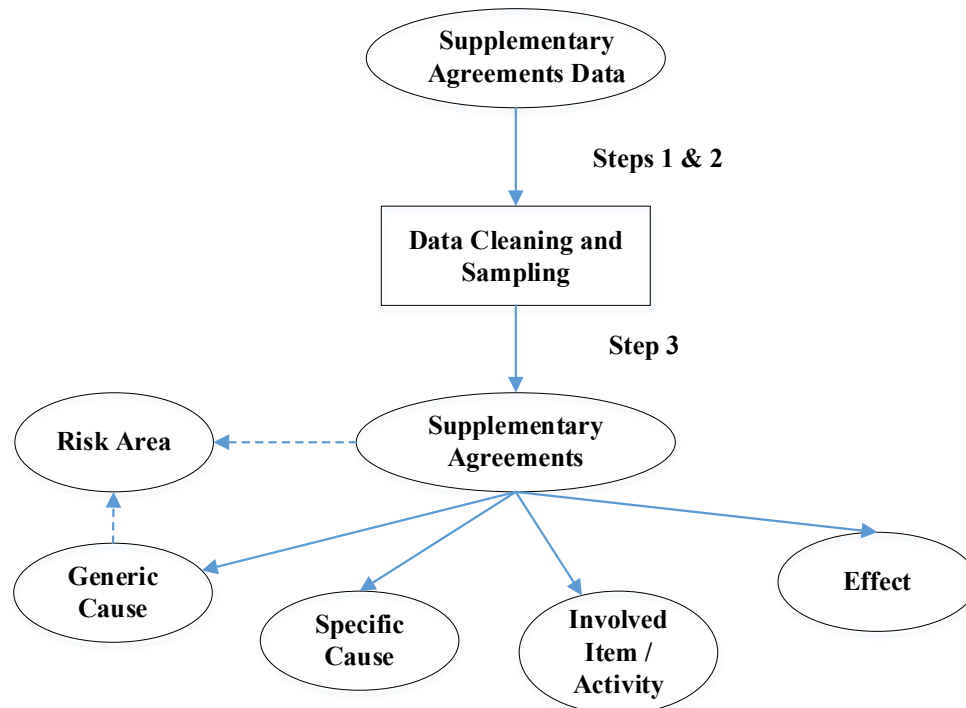 Supplementary
Agreements Data
Steps 1 & 2
Data Cleaning and
Sampling
Step 3
Supplementary
Agreements
Risk Area
Generic
Cause
Specific
Cause
Involved
Item /
Activity
Effect